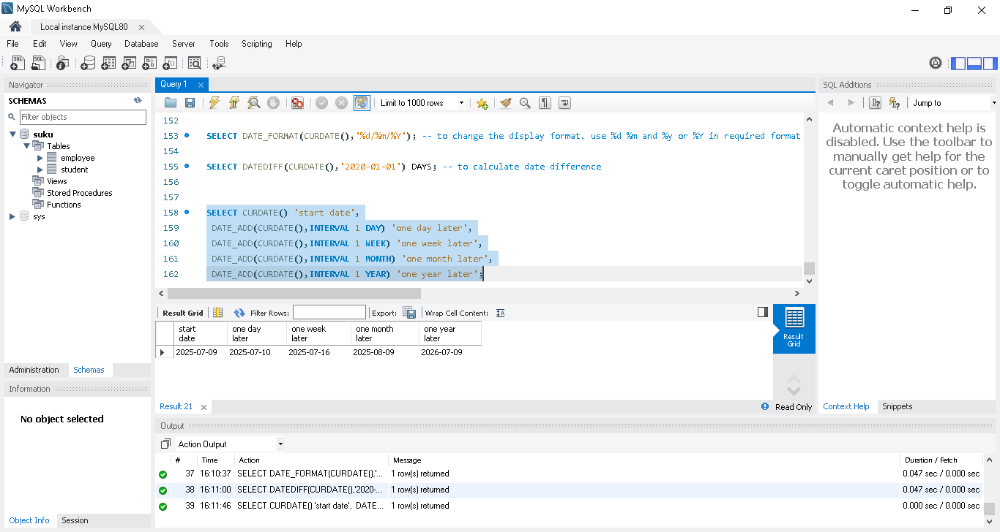 MySQL Workbench
Local instance MySQL80
File Edit View Query Database Server Tools Scripting Help
Navigator
SCHEMAS
Filter objects
suku
Tables
employee
student
Views
Stored Procedures
Functions
sys
Administration Schemas
Information
No object selected
Object Info Session
Query 1
Limit to 1000 rows
152
153 SELECT DATE_FORMAT(CURDATE(),'%d/%m/%Y'); -- to change the display format. use %d %m and %y or %Y in required format
154
155 SELECT DATEDIFF(CURDATE(),'2020-01-01') DAYS; -- to calculate date difference
156
157
158 SELECT CURDATE() 'start date',
159 DATE_ADD(CURDATE(),INTERVAL 1 DAY) 'one day later',
160 DATE_ADD(CURDATE(),INTERVAL 1 WEEK) 'one week later',
161 DATE_ADD(CURDATE(),INTERVAL 1 MONTH) 'one month later',
162 DATE_ADD(CURDATE(),INTERVAL 1 YEAR) 'one year later';
Result Grid Filter Rows: Export: Wrap Cell Content:
start date one day later one week later one month later one year later
2025-07-09 2025-07-10 2025-07-16 2025-08-09 2026-07-09
Result Grid
Result 21
Read Only
SQL Additions
Jump to
Automatic context help is
disabled. Use the toolbar to
manually get help for the
current caret position or to
toggle automatic help.
Context Help Snippets
Output
Action Output
# Time Action Message Duration / Fetch
37 16:10:37 SELECT DATE_FORMAT(CURDATE(),'... 1 row(s) returned 0.047 sec / 0.000 sec
38 16:11:00 SELECT DATEDIFF(CURDATE(),'2020-... 1 row(s) returned 0.047 sec / 0.000 sec
39 16:11:46 SELECT CURDATE() 'start date', DATE... 1 row(s) returned 0.000 sec / 0.000 sec